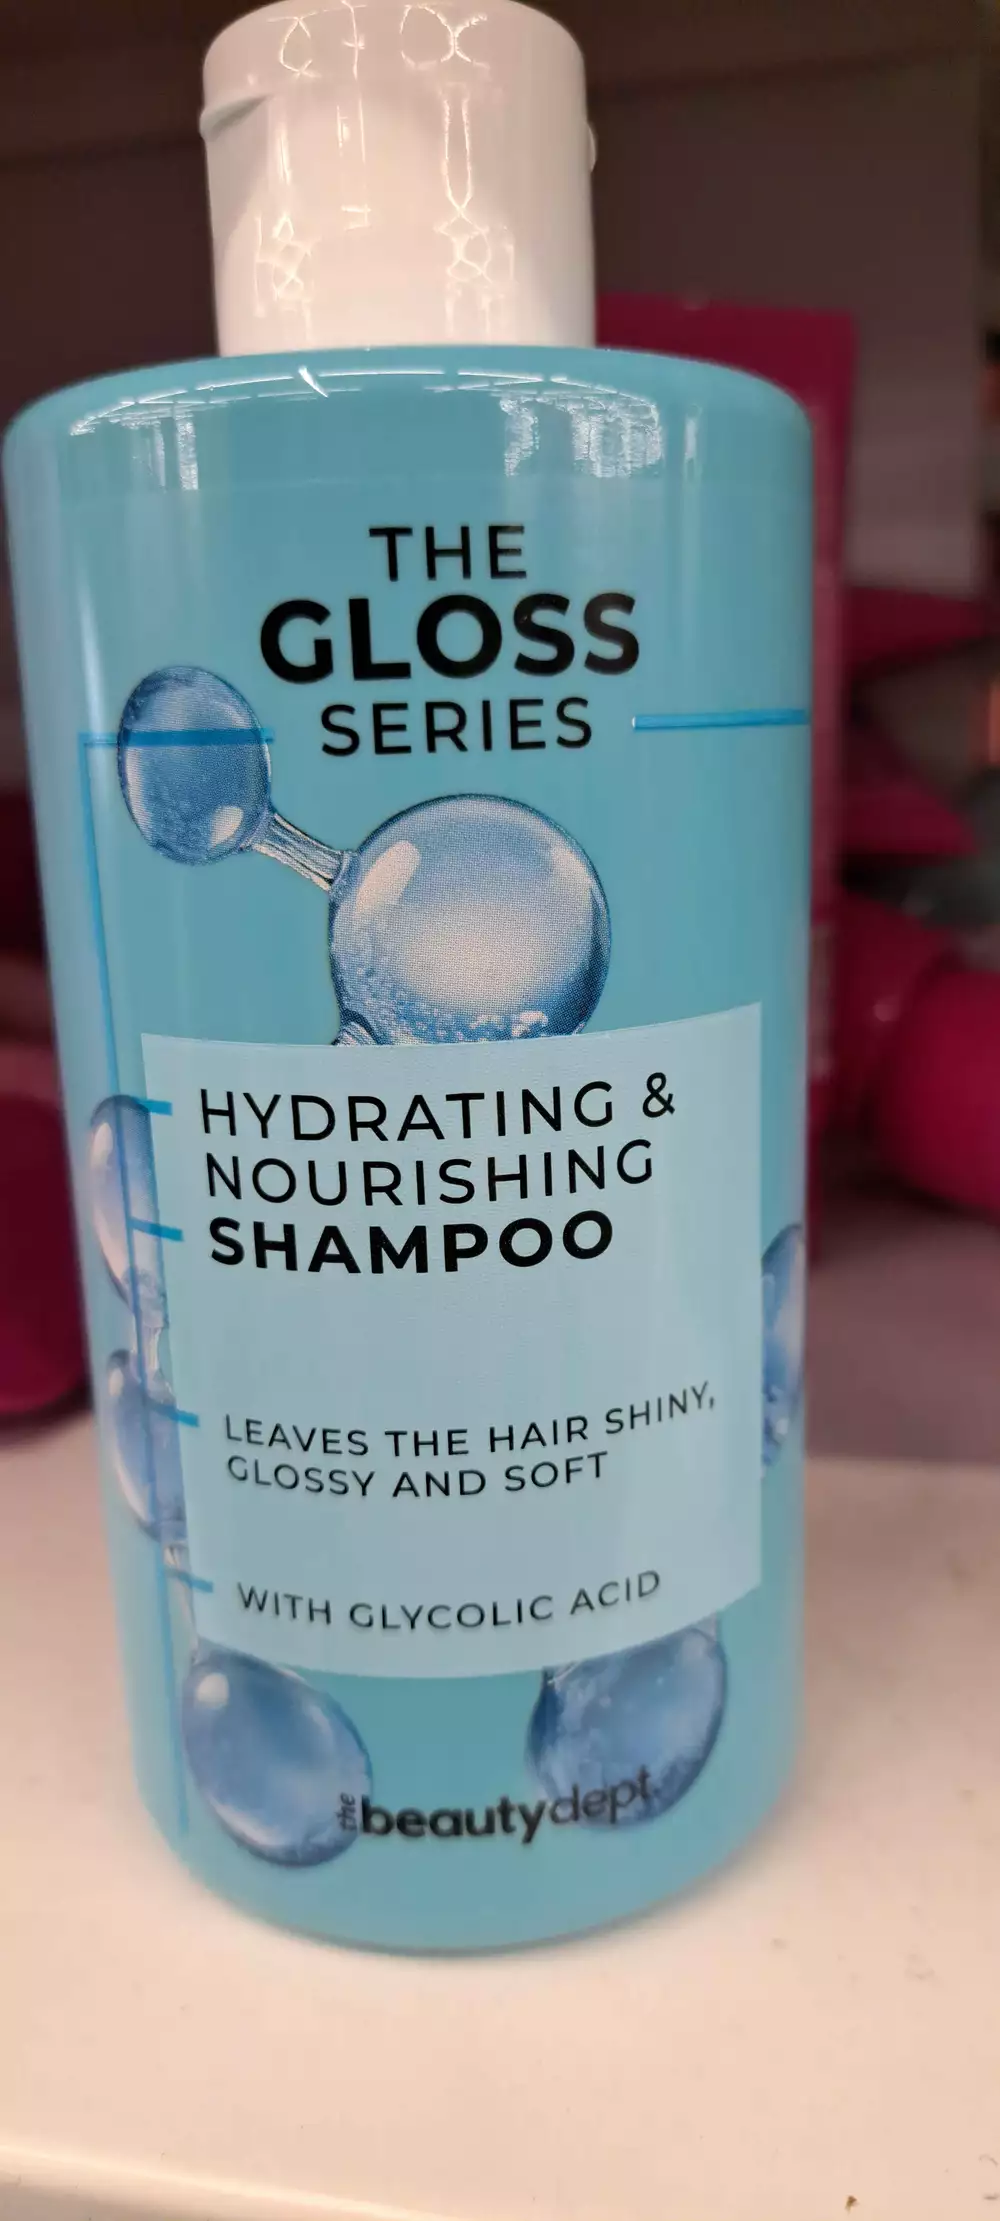 THE
GLOSS
SERIES
HYDRATING &
NOURISHING
SHAMPOO
LEAVES THE HAIR SHINY,
GLOSSY AND SOFT
WITH GLYCOLIC ACID
the beautydept.